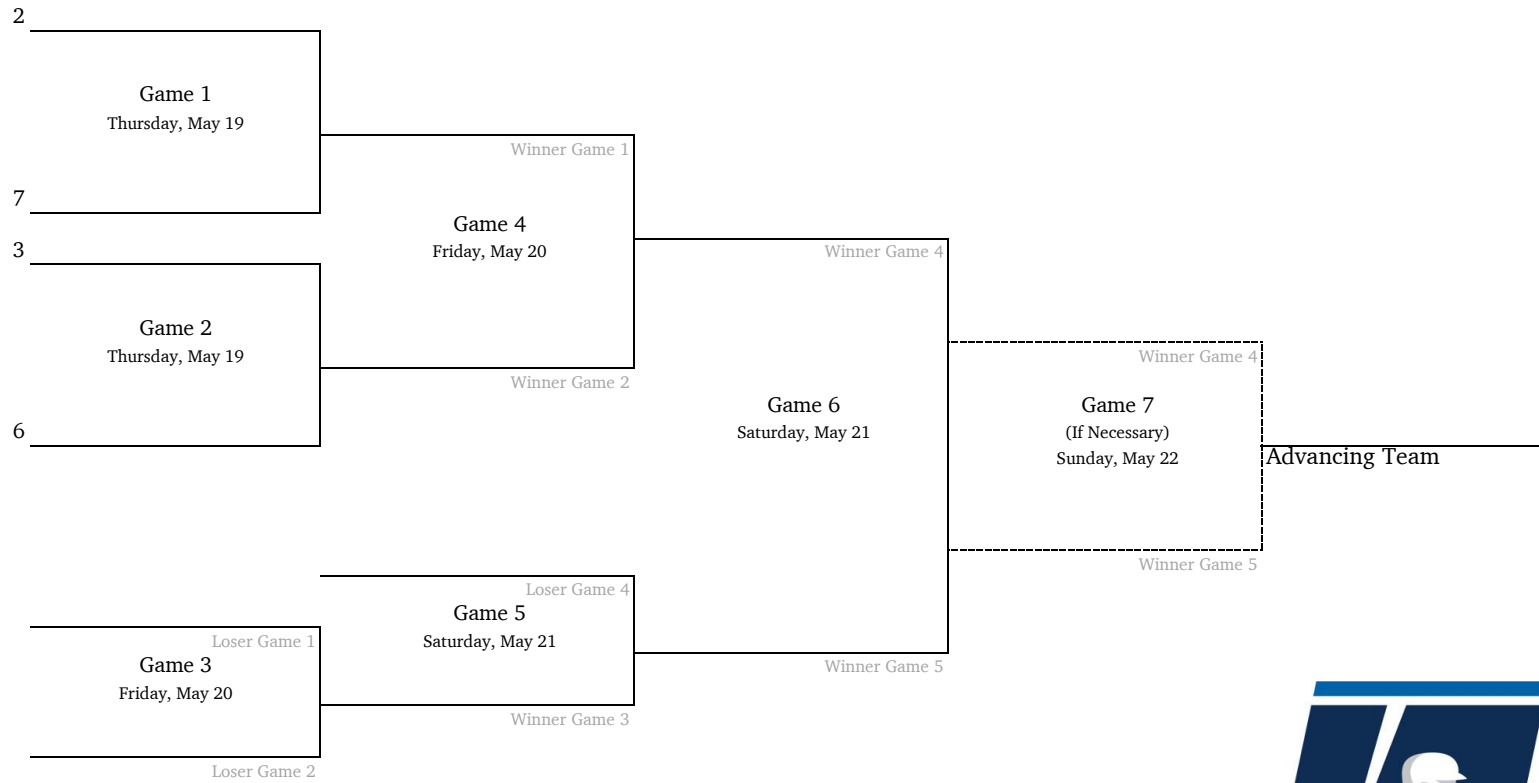 2
Game 1
Thursday, May 19
Winner Game 1
7
Game 4
Friday, May 20
3
Winner Game 4
Game 2
Thursday, May 19
Winner Game 4
Winner Game 2
Game 6
Saturday, May 21
Game 7
(If Necessary)
Sunday, May 22
6
Advancing Team
Winner Game 5
Loser Game 4
Game 5
Saturday, May 21
Loser Game 1
Game 3
Friday, May 20
Winner Game 5
Winner Game 3
Loser Game 2